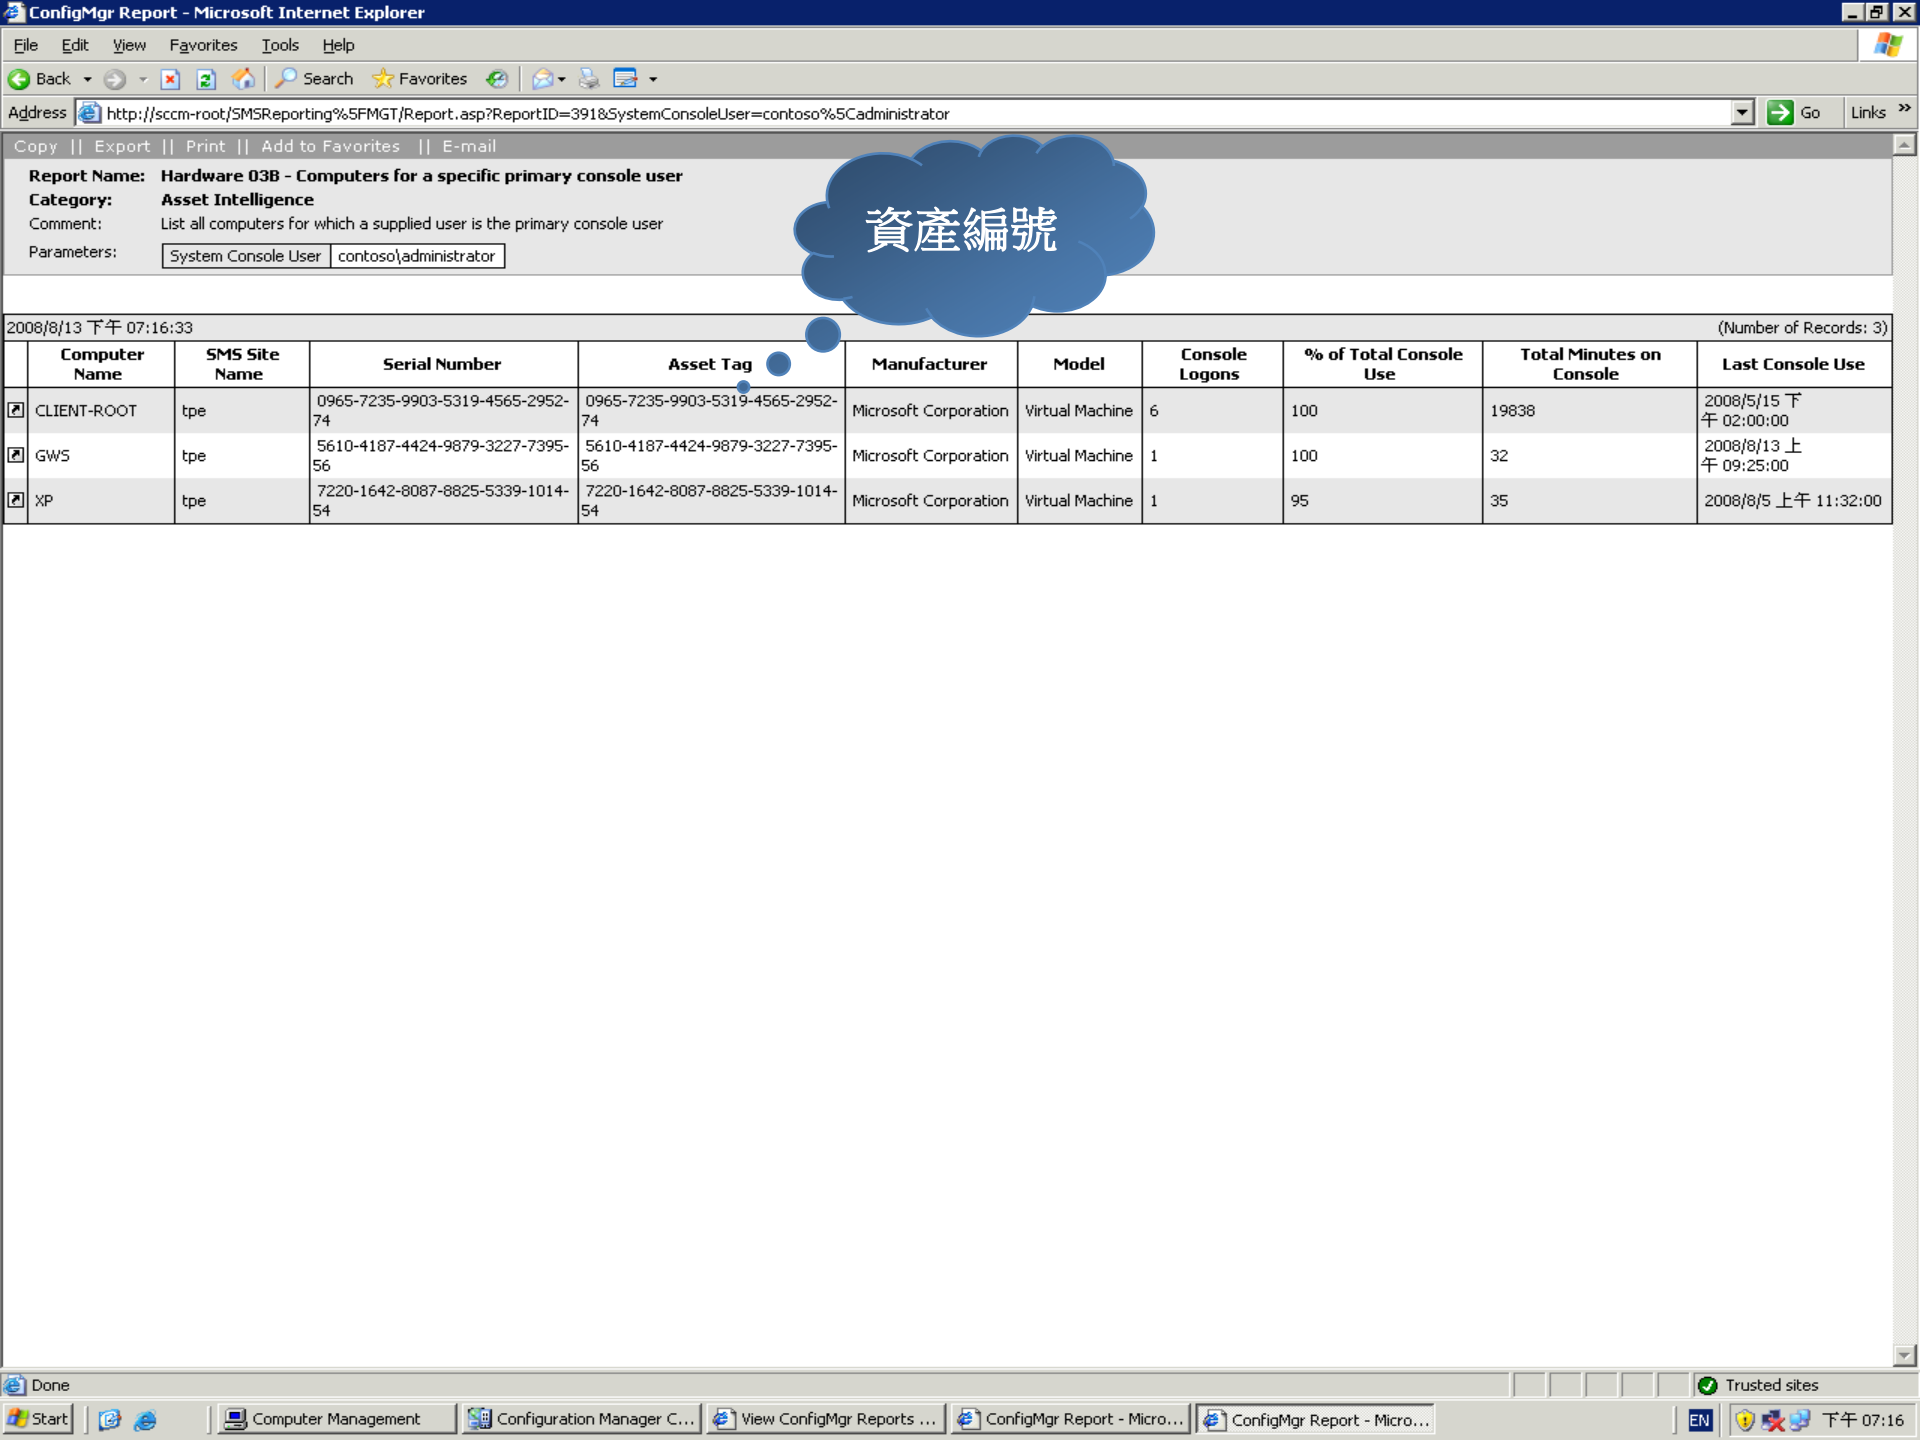 ConfigMgr Report - Microsoft Internet Explorer
File Edit View Favorites Tools Help
Back Search Favorites
Address http://sccm-root/SMSReporting%5FMGT/Report.asp?ReportID=391&SystemConsoleUser=contoso%5Cadministrator Go Links »
Copy || Export || Print || Add to Favorites || E-mail
Report Name: Hardware 03B - Computers for a specific primary console user
Category: Asset Intelligence
Comment: List all computers for which a supplied user is the primary console user
Parameters: System Console User contoso\administrator
資產編號
2008/8/13 下午 07:16:33 (Number of Records: 3)
Computer Name SMS Site Name Serial Number Asset Tag Manufacturer Model Console Logons % of Total Console Use Total Minutes on Console Last Console Use
CLIENT-ROOT tpe 0965-7235-9903-5319-4565-2952-74 0965-7235-9903-5319-4565-2952-74 Microsoft Corporation Virtual Machine 6 100 19838 2008/5/15 下午 02:00:00
GWS tpe 5610-4187-4424-9879-3227-7395-56 5610-4187-4424-9879-3227-7395-56 Microsoft Corporation Virtual Machine 1 100 32 2008/8/13 上午 09:25:00
XP tpe 7220-1642-8087-8825-5339-1014-54 7220-1642-8087-8825-5339-1014-54 Microsoft Corporation Virtual Machine 1 95 35 2008/8/5 上午 11:32:00
Done Trusted sites
Start Computer Management Configuration Manager C... View ConfigMgr Reports ... ConfigMgr Report - Micro... ConfigMgr Report - Micro... EN 下午 07:16